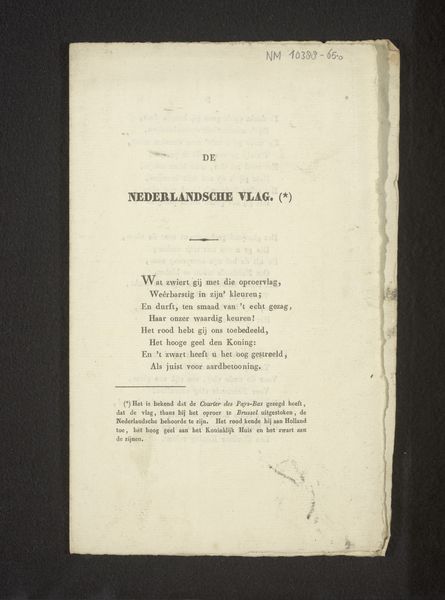 NM 10389-65
DE
NEDERLANDSCHE VLAG. (*)
Wat zwiert gij met die oproervlag,
Weêrbarstig in zijn' kleuren;
En durft, ten smaad van 't echt gezag,
Haar onzer waardig keuren!
Het rood hebt gij ons toebedeeld,
Het hooge geel den Koning:
En 't zwart heeft u het oog gestreeld,
Als juist voor aardbetooning.
(*) Het is bekend dat de Courier des Pays-Bas gezegd heeft,
dat de vlag, thans bij het oproer te Brussel uitgestoken, de
Nederlandsche behoorde te zijn. Het rood kende hij aan Holland
toe, het hoog geel aan het Koninklijk Huis en het zwart aan
de zijnen.